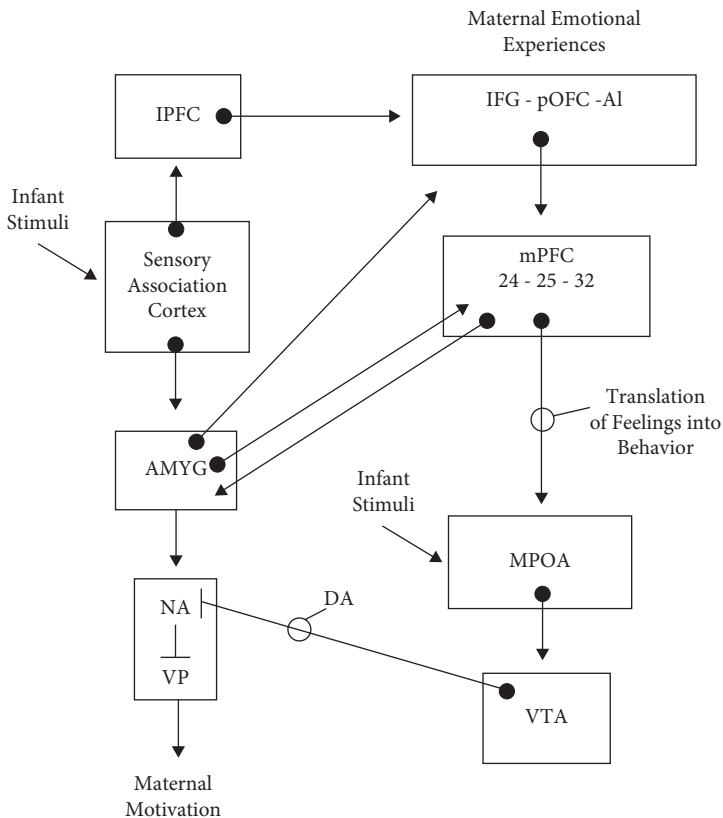 Maternal Emotional
Experiences
IPFC
IFG - pOFC -Al
Infant
Stimuli
Sensory
Association
Cortex
mPFC
24 - 25 - 32
Translation
of Feelings into
Behavior
AMYG
Infant
Stimuli
MPOA
NA
DA
VP
VTA
Maternal
Motivation